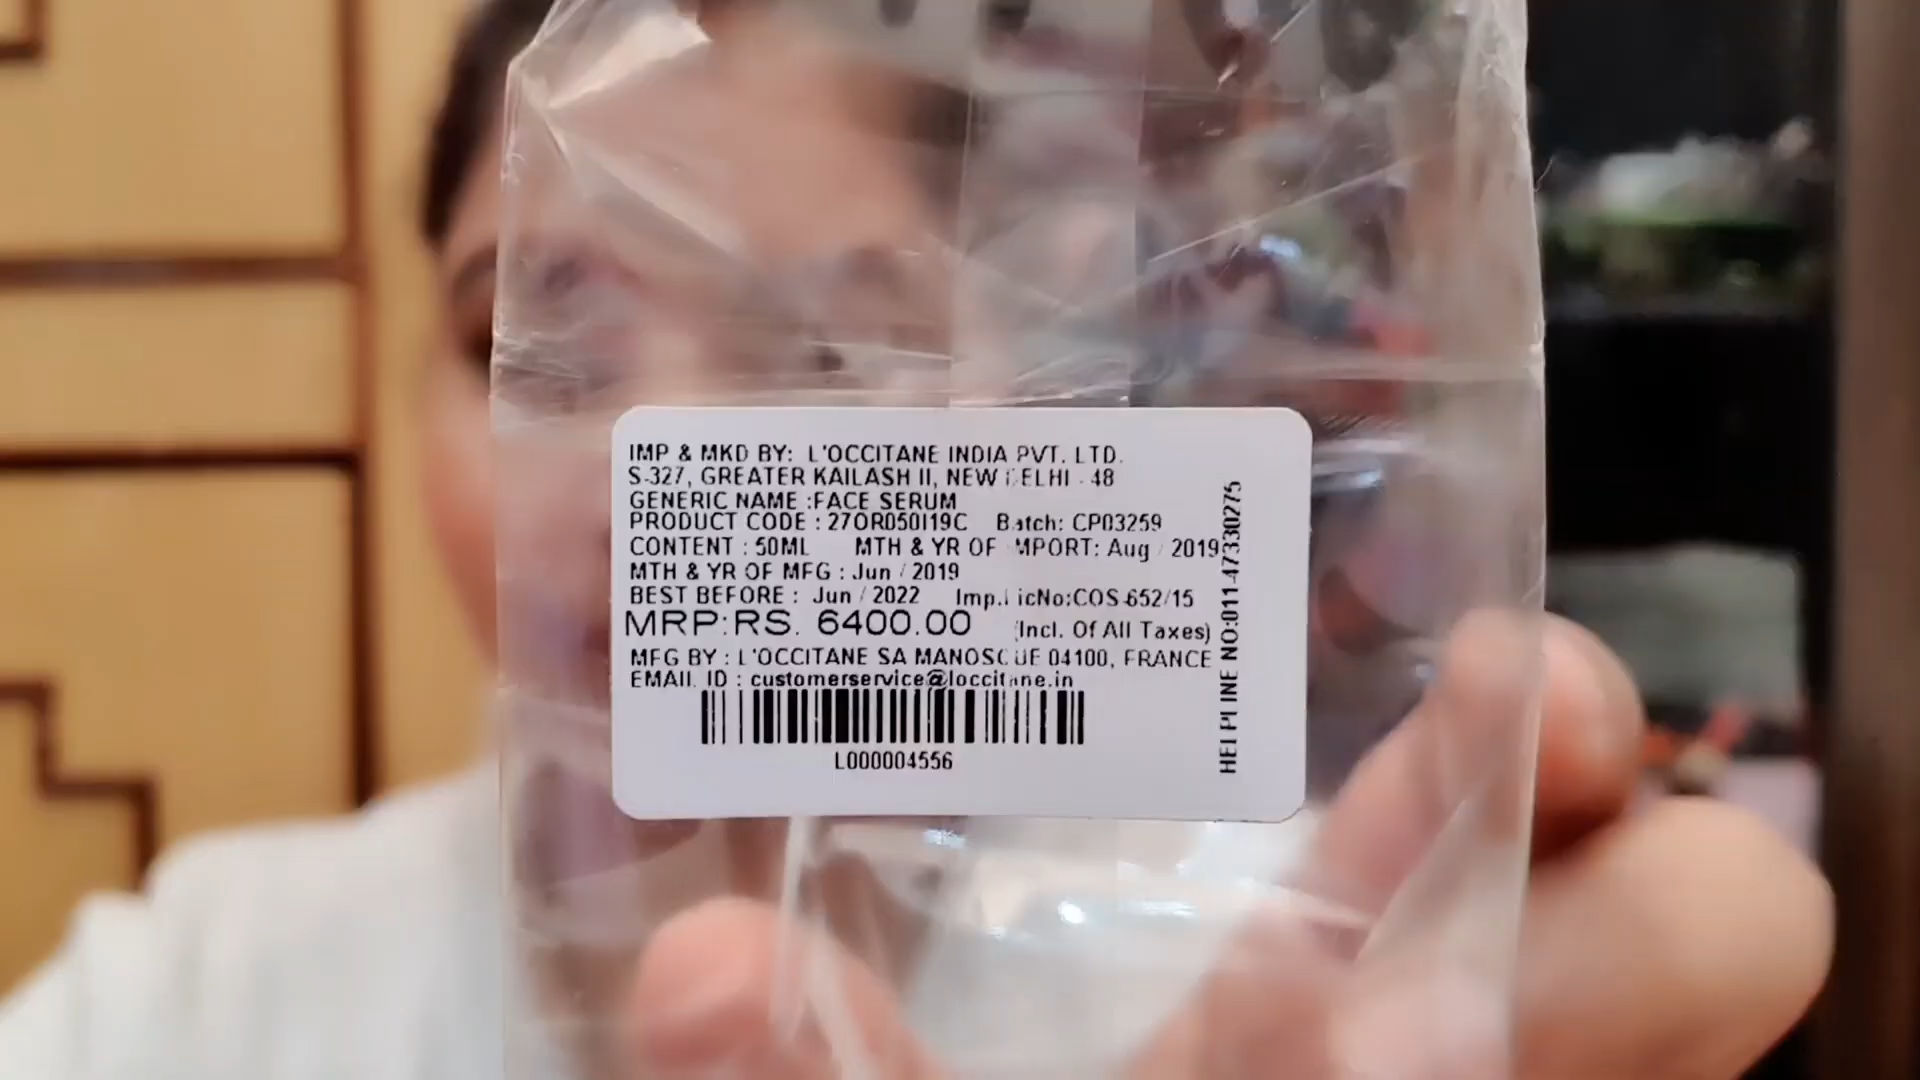 IMP & MKD BY: L'OCCITANE INDIA PVT. LTD.
S-327, GREATER KAILASH II, NEW DELHI - 48
GENERIC NAME :FACE SERUM
PRODUCT CODE : 27OR050I19C Batch: CP03259
CONTENT : 50ML MTH & YR OF IMPORT: Aug / 2019
MTH & YR OF MFG : Jun / 2019
BEST BEFORE : Jun / 2022 Imp.LicNo:COS-652/15
MRP:RS. 6400.00 (Incl. Of All Taxes)
MFG BY : L'OCCITANE SA MANOSQUE 04100, FRANCE
EMAIL ID : customerservice@loccitane.in
L000004556
HELPLINE NO:011-47330275